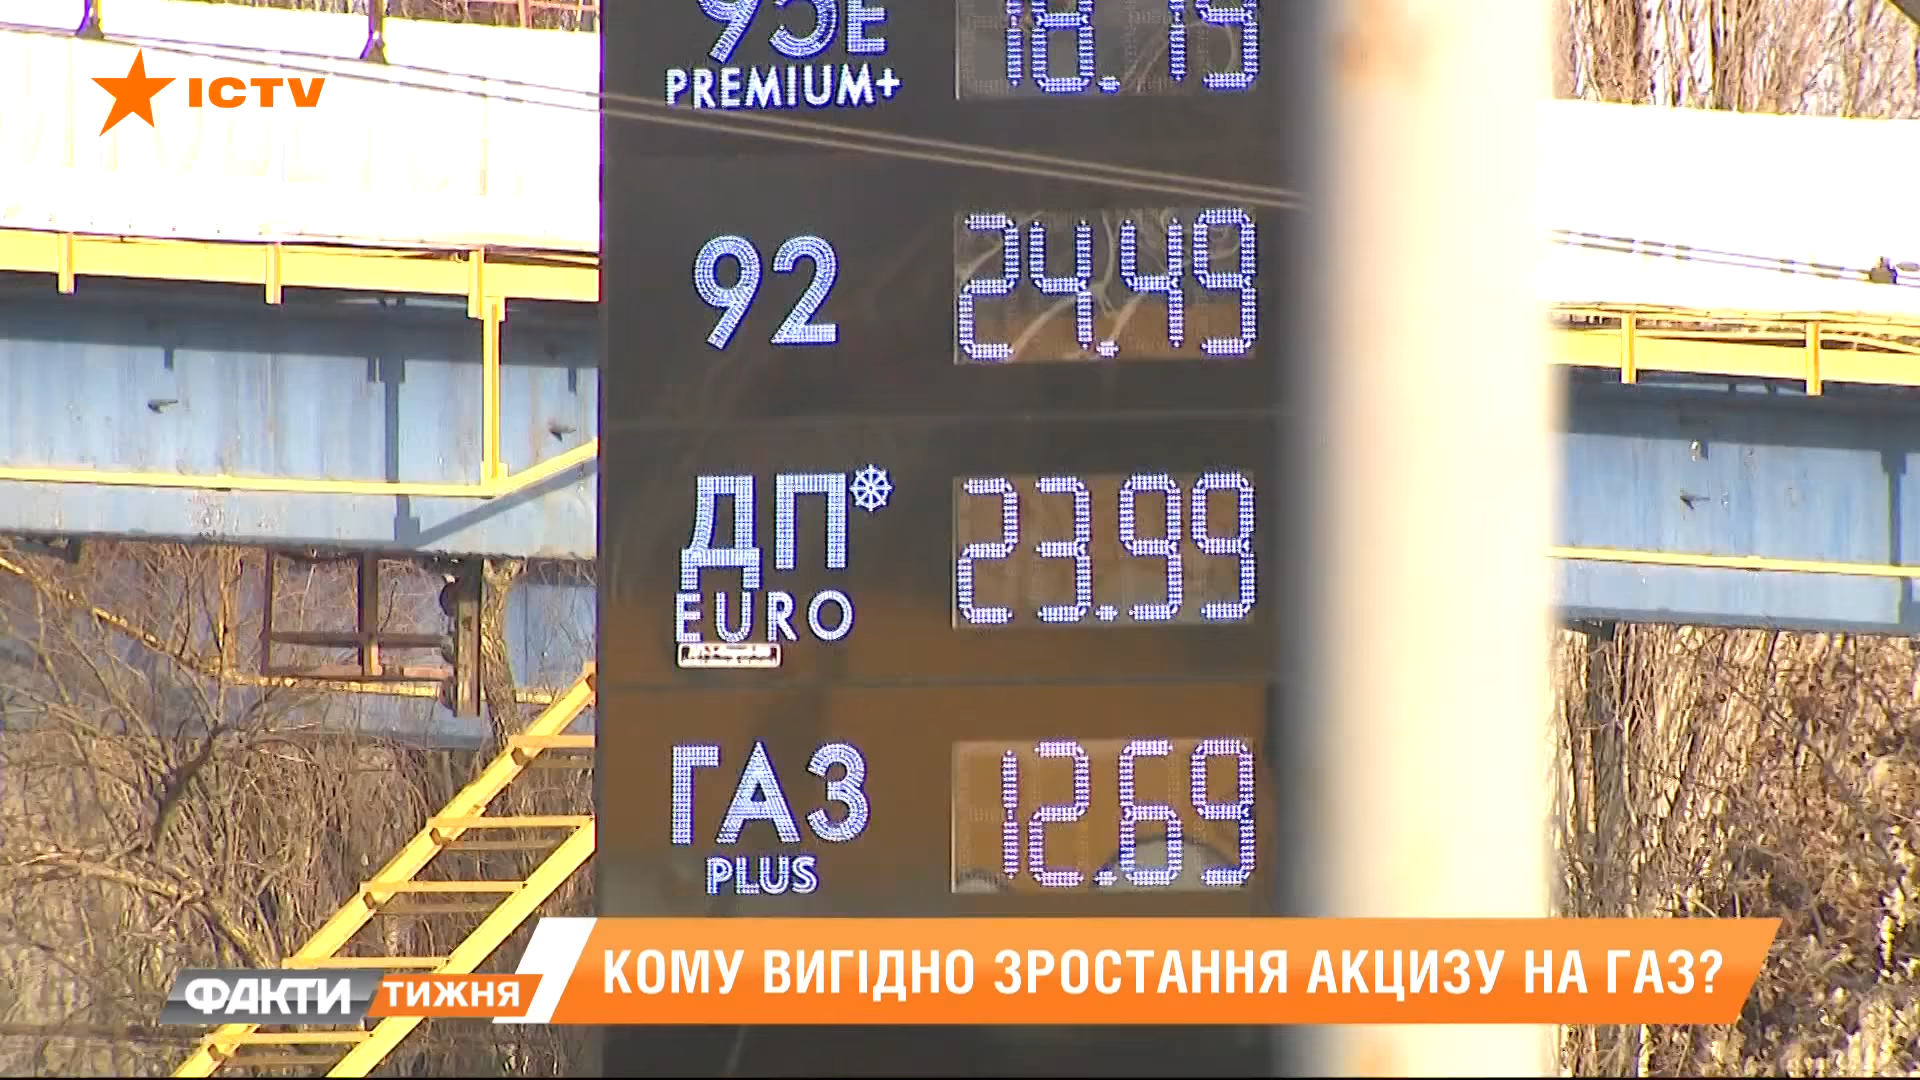 ICTV
95E
PREMIUM+
18.19
92
24.49
ДП
EURO
23.99
ГАЗ
PLUS
12.69
КОМУ ВИГІДНО ЗРОСТАННЯ АКЦИЗУ НА ГАЗ?
ФАКТИ ТИЖНЯ